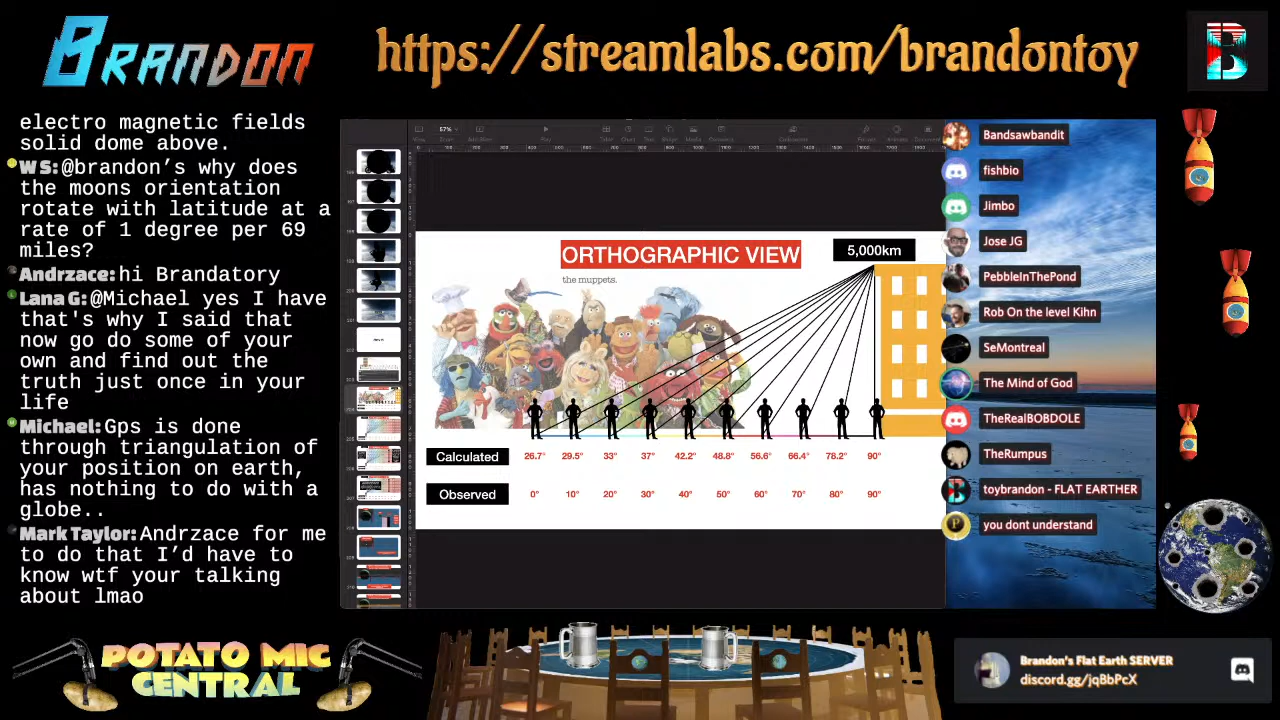 BRANDON
https://streamlabs.com/brandontoy
B
electro magnetic fields
solid dome above.
WS:@brandon’s why does
the moons orientation
rotate with latitude at a
rate of 1 degree per 69
miles?
Andrzace:hi Brandatory
Lana G:@Michael yes I have
that's why I said that
now go do some of your
own and find out the
truth just once in your
life
Michael:Gps is done
through triangulation of
your position on earth,
has nothing to do with a
globe..
Mark Taylor:Andrzace for me
to do that I’d have to
know wtf your talking
about lmao
57%
ORTHOGRAPHIC VIEW
5,000km
the muppets.
Calculated
26.7° 29.5° 33° 37° 42.2° 48.8° 56.6° 66.4° 78.2° 90°
Observed
0° 10° 20° 30° 40° 50° 60° 70° 80° 90°
Bandsawbandit
fishbio
Jimbo
Jose JG
PebbleInThePond
Rob On the level Kihn
SeMontreal
The Mind of God
TheRealBOBDOLE
TheRumpus
toybrandon - FLAT EARTHER
you dont understand
POTATO MIC
CENTRAL
Brandon's Flat Earth SERVER
discord.gg/jqBbPcX